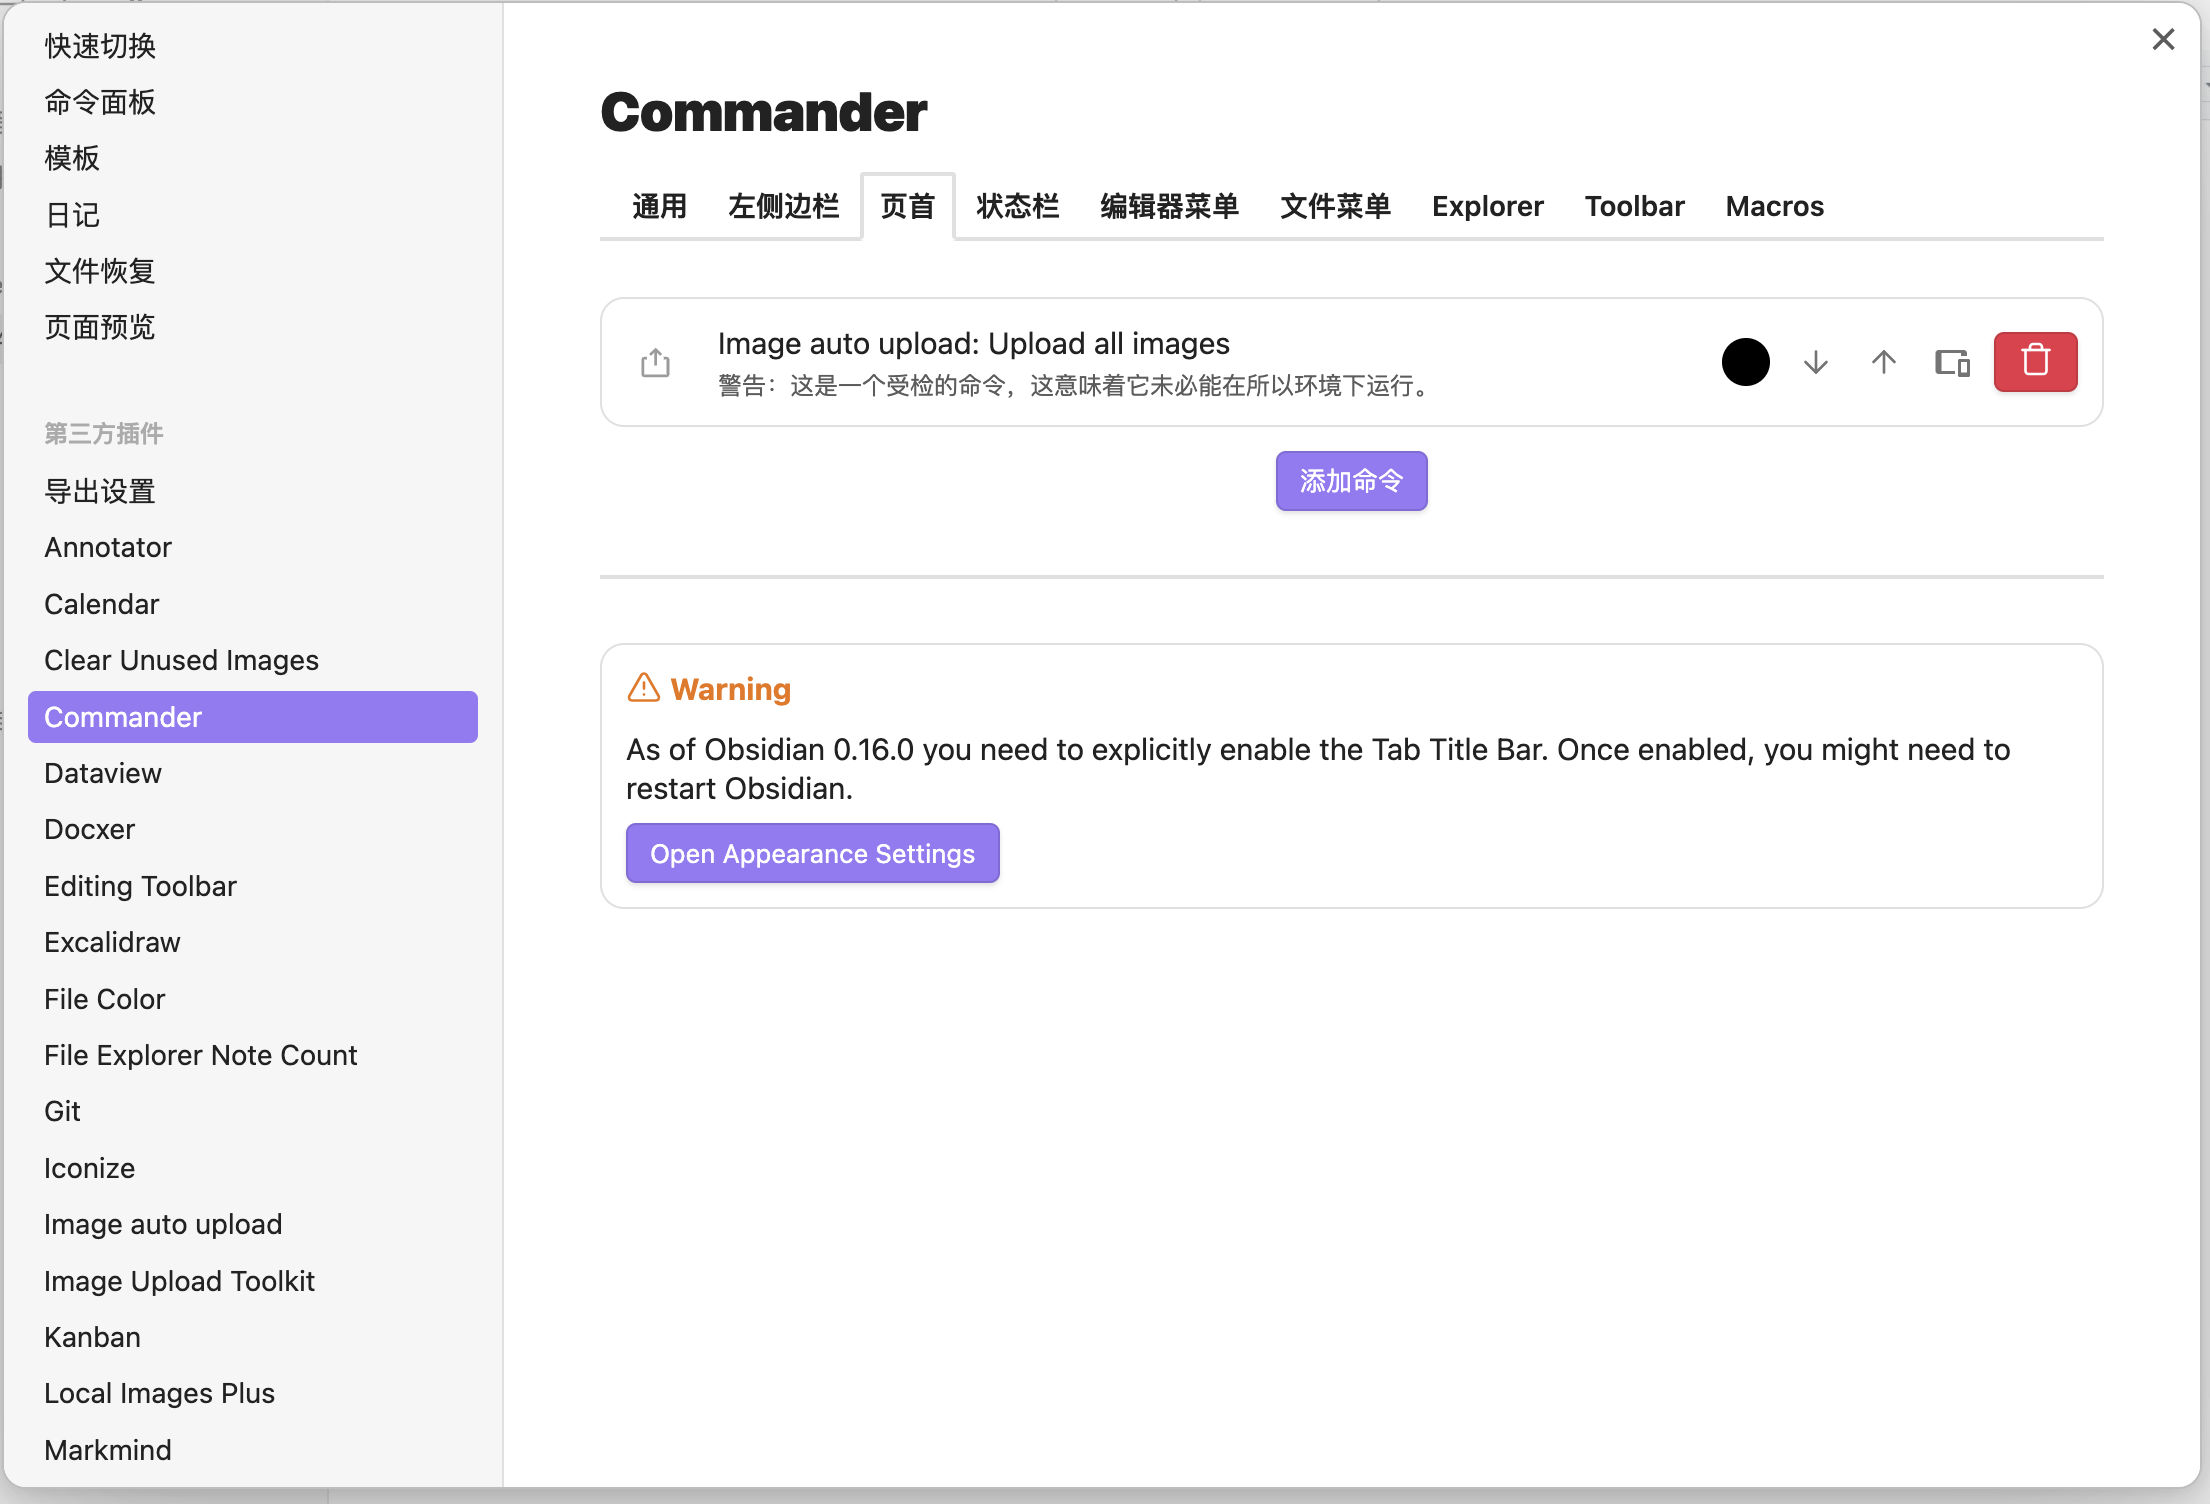 快速切换
命令面板
模板
日记
文件恢复
页面预览
第三方插件
导出设置
Annotator
Calendar
Clear Unused Images
Commander
Dataview
Docxer
Editing Toolbar
Excalidraw
File Color
File Explorer Note Count
Git
Iconize
Image auto upload
Image Upload Toolkit
Kanban
Local Images Plus
Markmind
Commander
通用 左侧边栏 页首 状态栏 编辑器菜单 文件菜单 Explorer Toolbar Macros
Image auto upload: Upload all images
警告：这是一个受检的命令，这意味着它未必能在所以环境下运行。
添加命令
Warning
As of Obsidian 0.16.0 you need to explicitly enable the Tab Title Bar. Once enabled, you might need to
restart Obsidian.
Open Appearance Settings